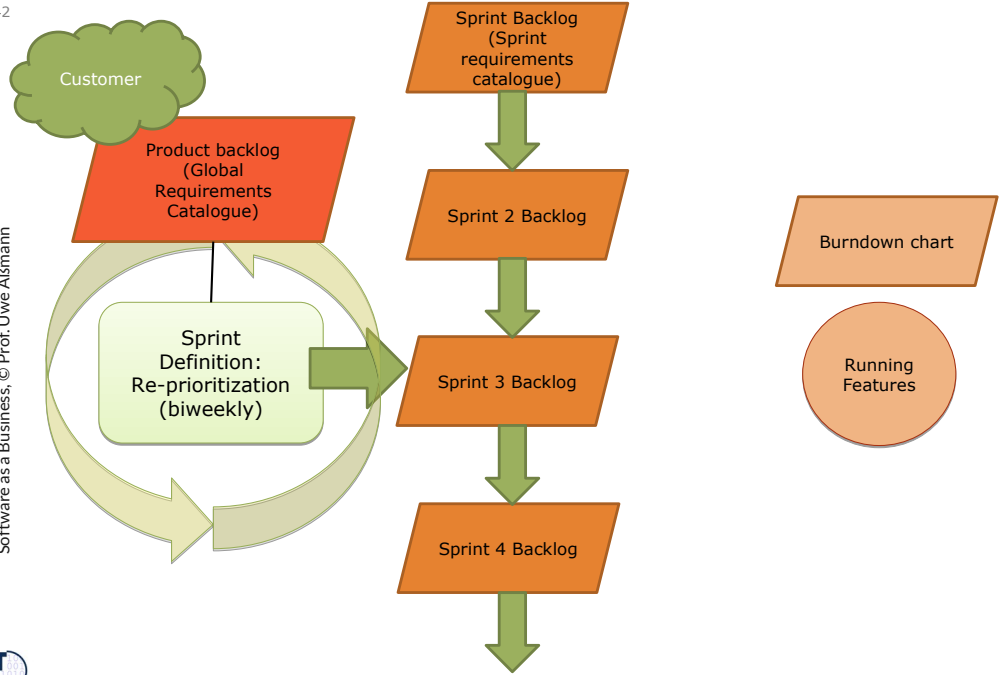 Customer
Product backlog
(Global
Requirements
Catalogue)
Sprint
Definition:
Re-prioritization
(biweekly)
Sprint Backlog
(Sprint
requirements
catalogue)
Sprint 2 Backlog
Sprint 3 Backlog
Sprint 4 Backlog
Burndown chart
Running
Features
Software as a Business, © Prof. Uwe Aßmann